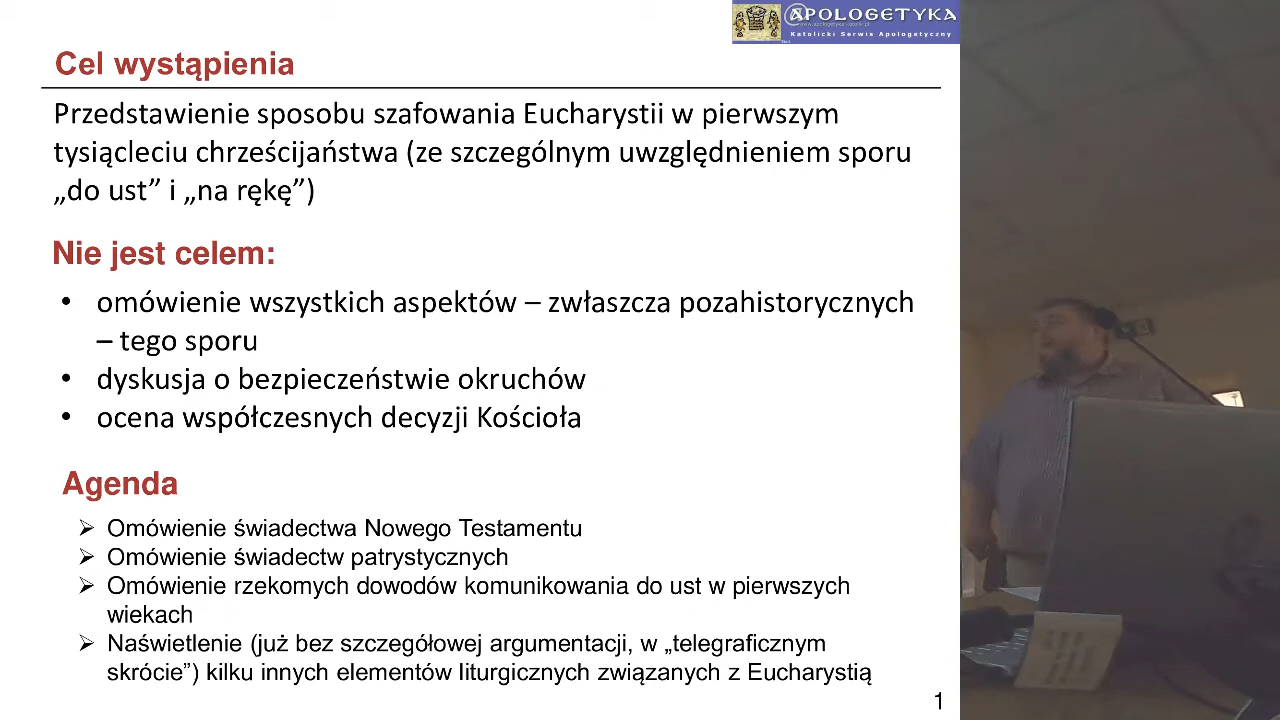 APOLOGETYKA
Katolicki Serwis Apologetyczny
Cel wystąpienia
Przedstawienie sposobu szafowania Eucharystii w pierwszym
tysiącleciu chrześcijaństwa (ze szczególnym uwzględnieniem sporu
„do ust” i „na rękę”)
Nie jest celem:
• omówienie wszystkich aspektów – zwłaszcza pozahistorycznych
– tego sporu
• dyskusja o bezpieczeństwie okruchów
• ocena współczesnych decyzji Kościoła
Agenda
➢ Omówienie świadectwa Nowego Testamentu
➢ Omówienie świadectw patrystycznych
➢ Omówienie rzekomych dowodów komunikowania do ust w pierwszych
wiekach
➢ Naświetlenie (już bez szczegółowej argumentacji, w „telegraficznym
skrócie”) kilku innych elementów liturgicznych związanych z Eucharystią
1